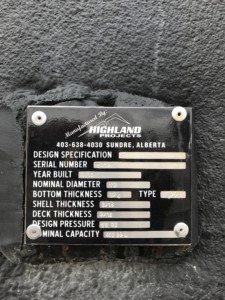 Manufactured By
HIGHLAND
PROJECTS
403-638-4030 SUNDRE, ALBERTA
DESIGN SPECIFICATION
SERIAL NUMBER
YEAR BUILT
NOMINAL DIAMETER
BOTTOM THICKNESS TYPE
SHELL THICKNESS
DECK THICKNESS
DESIGN PRESSURE
NOMINAL CAPACITY